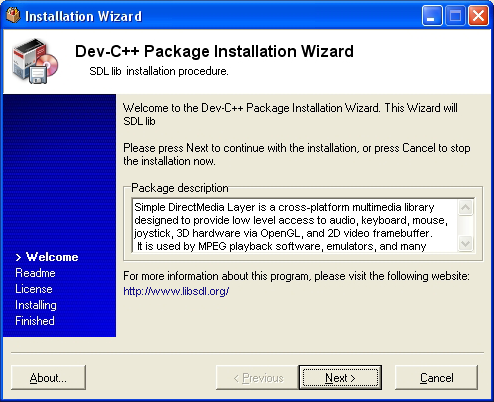 Installation Wizard
Dev-C++ Package Installation Wizard
SDL lib installation procedure.
Welcome to the Dev-C++ Package Installation Wizard. This Wizard will
SDL lib
Please press Next to continue with the installation, or press Cancel to stop
the installation now.
Package description
Simple DirectMedia Layer is a cross-platform multimedia library
designed to provide low level access to audio, keyboard, mouse,
joystick, 3D hardware via OpenGL, and 2D video framebuffer.
It is used by MPEG playback software, emulators, and many
> Welcome
Readme
License
Installing
Finished
For more information about this program, please visit the following website:
http://www.libsdl.org/
About...
< Previous
Next >
Cancel